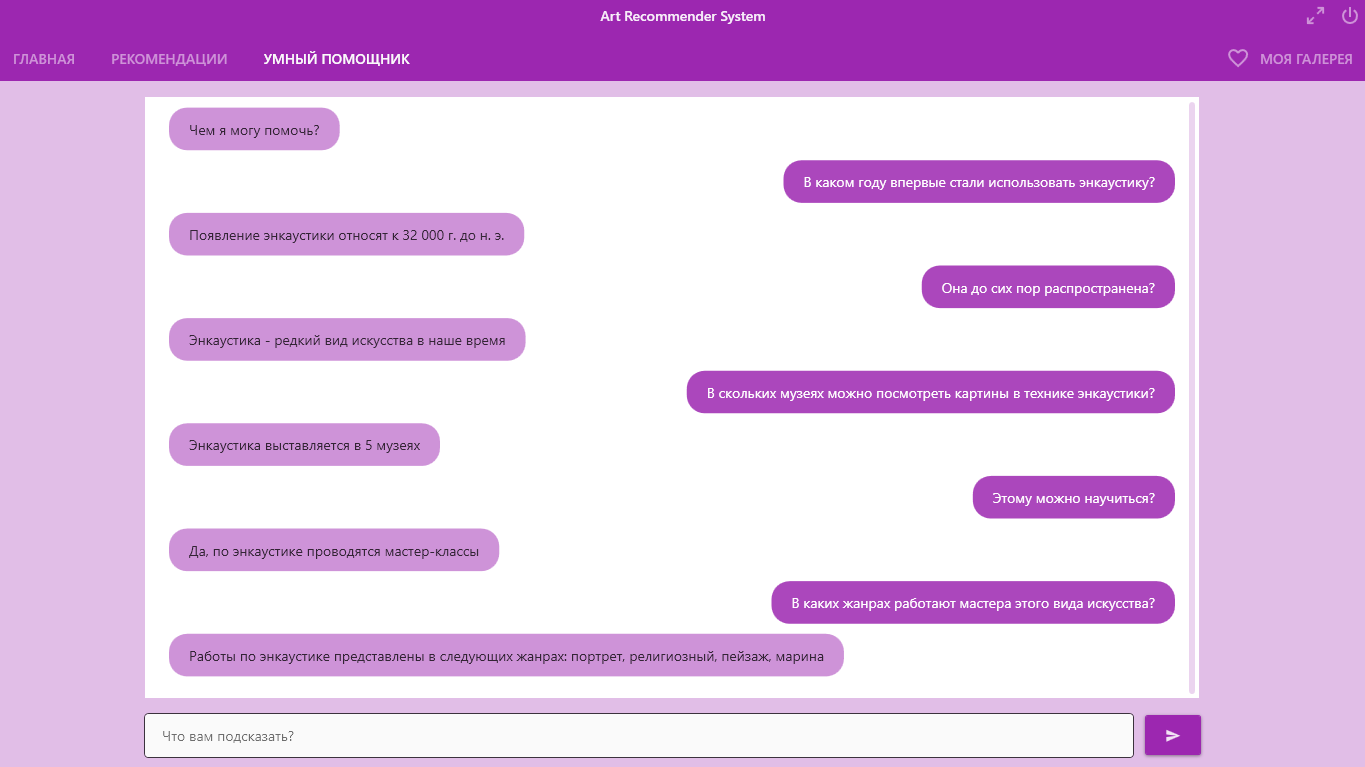 Art Recommender System
ГЛАВНАЯ
РЕКОМЕНДАЦИИ
УМНЫЙ ПОМОЩНИК
МОЯ ГАЛЕРЕЯ
Чем я могу помочь?
В каком году впервые стали использовать энкаустику?
Появление энкаустики относят к 32 000 г. до н. э.
Она до сих пор распространена?
Энкаустика - редкий вид искусства в наше время
В скольких музеях можно посмотреть картины в технике энкаустики?
Энкаустика выставляется в 5 музеях
Этому можно научиться?
Да, по энкаустике проводятся мастер-классы
В каких жанрах работают мастера этого вида искусства?
Работы по энкаустике представлены в следующих жанрах: портрет, религиозный, пейзаж, марина
Что вам подсказать?